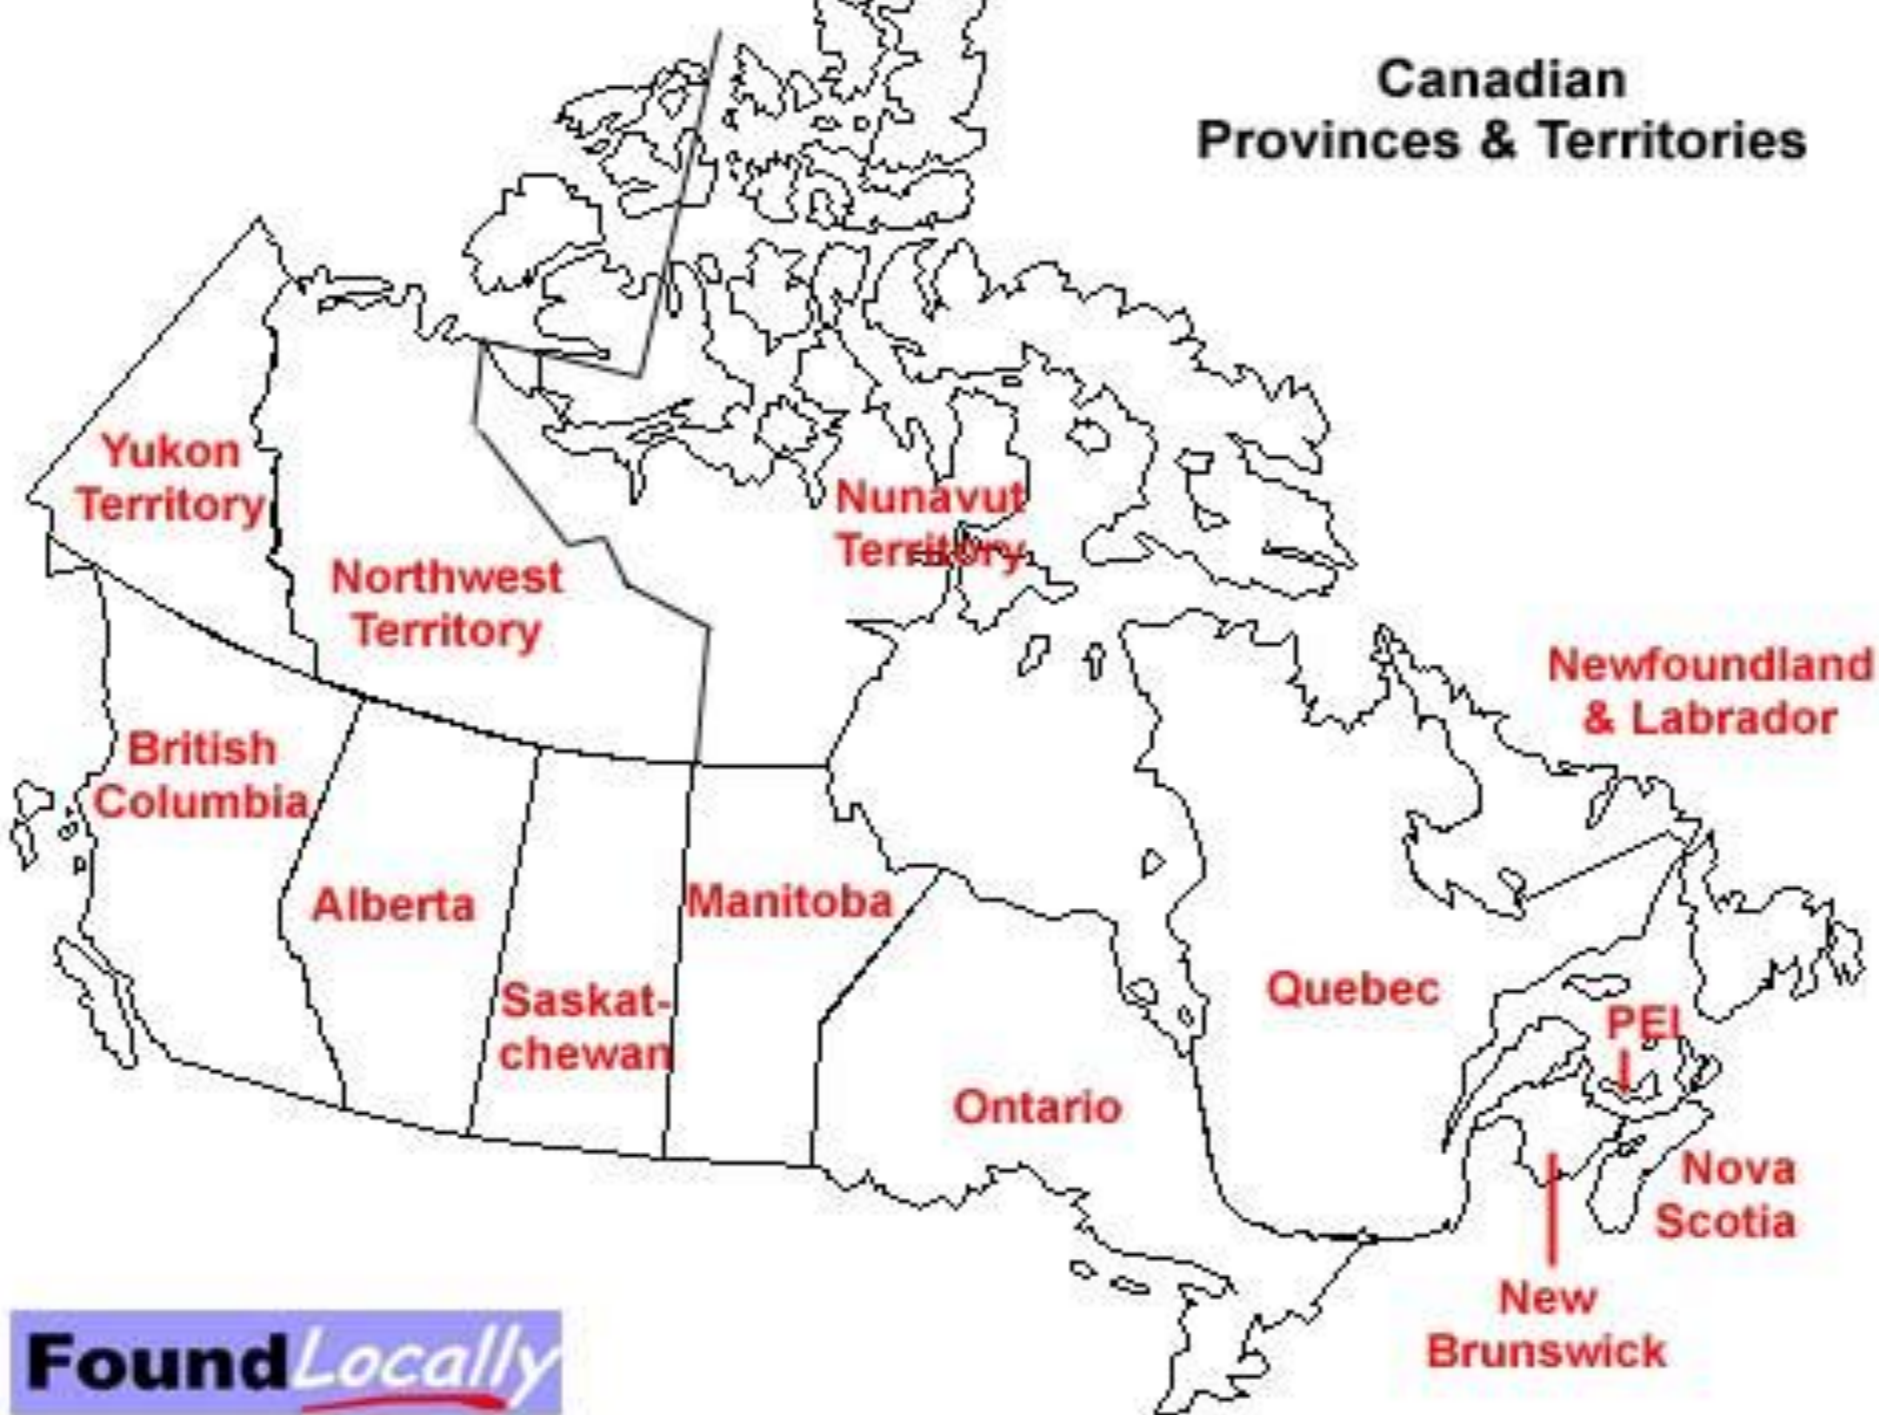 Canadian
Provinces & Territories
Yukon
Territory
Northwest
Territory
Nunavut
Territory
Newfoundland
& Labrador
British
Columbia
Alberta
Saskat-
chewan
Manitoba
Ontario
Quebec
PEI
Nova
Scotia
New
Brunswick
FoundLocally